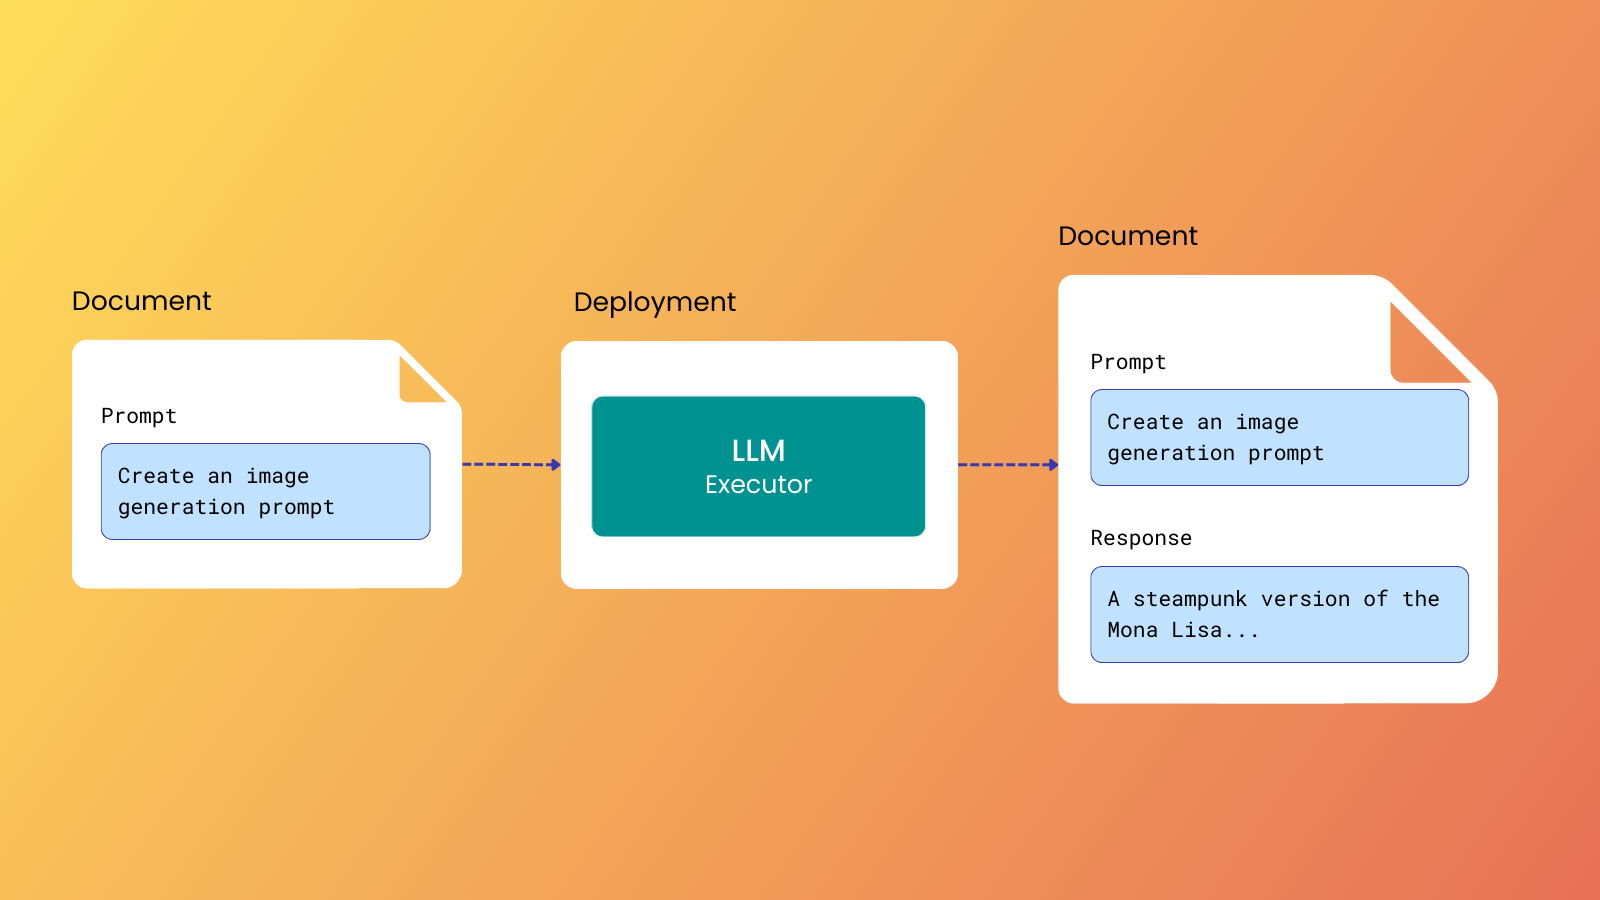 Document
Prompt
Create an image
generation prompt
Deployment
LLM
Executor
Document
Prompt
Create an image
generation prompt
Response
A steampunk version of the
Mona Lisa...